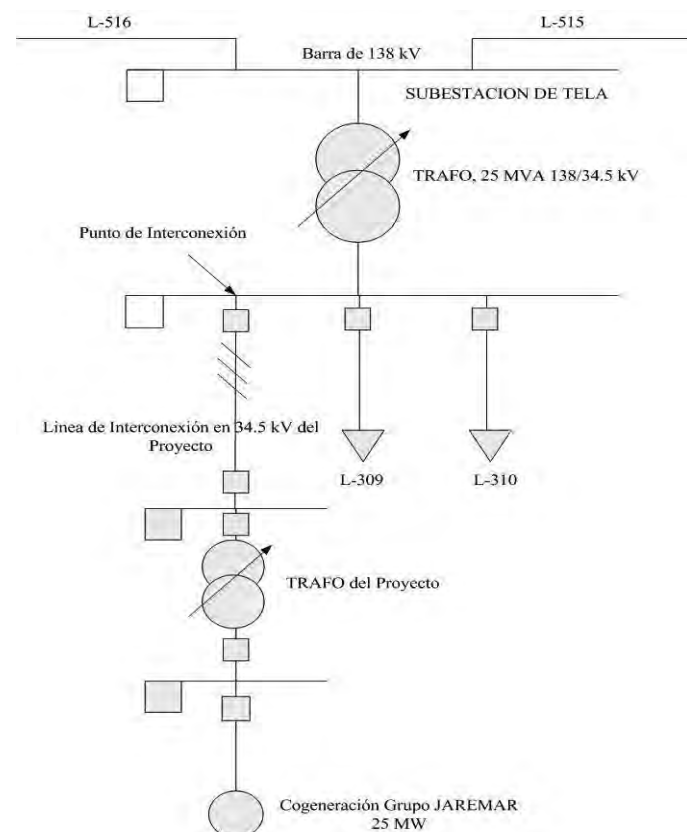 L-516
L-515
Barra de 138 kV
SUBESTACION DE TELA
TRAFO, 25 MVA 138/34.5 kV
Punto de Interconexión
Linea de Interconexión en 34.5 kV del
Proyecto
L-309
L-310
TRAFO del Proyecto
Cogeneración Grupo JAREMAR
25 MW